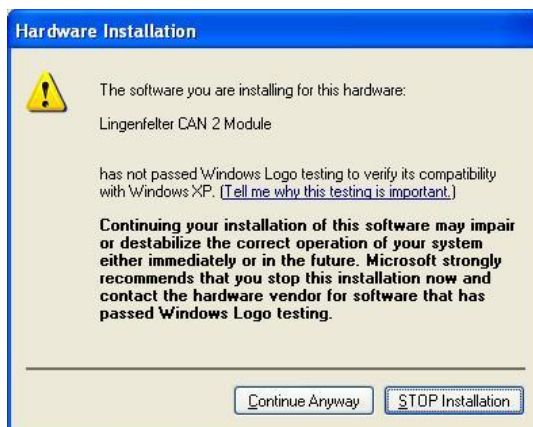 Hardware Installation
The software you are installing for this hardware:
Lingenfelter CAN 2 Module
has not passed Windows Logo testing to verify its compatibility
with Windows XP. (Tell me why this testing is important.)
Continuing your installation of this software may impair
or destabilize the correct operation of your system
either immediately or in the future. Microsoft strongly
recommends that you stop this installation now and
contact the hardware vendor for software that has
passed Windows Logo testing.
Continue Anyway STOP Installation